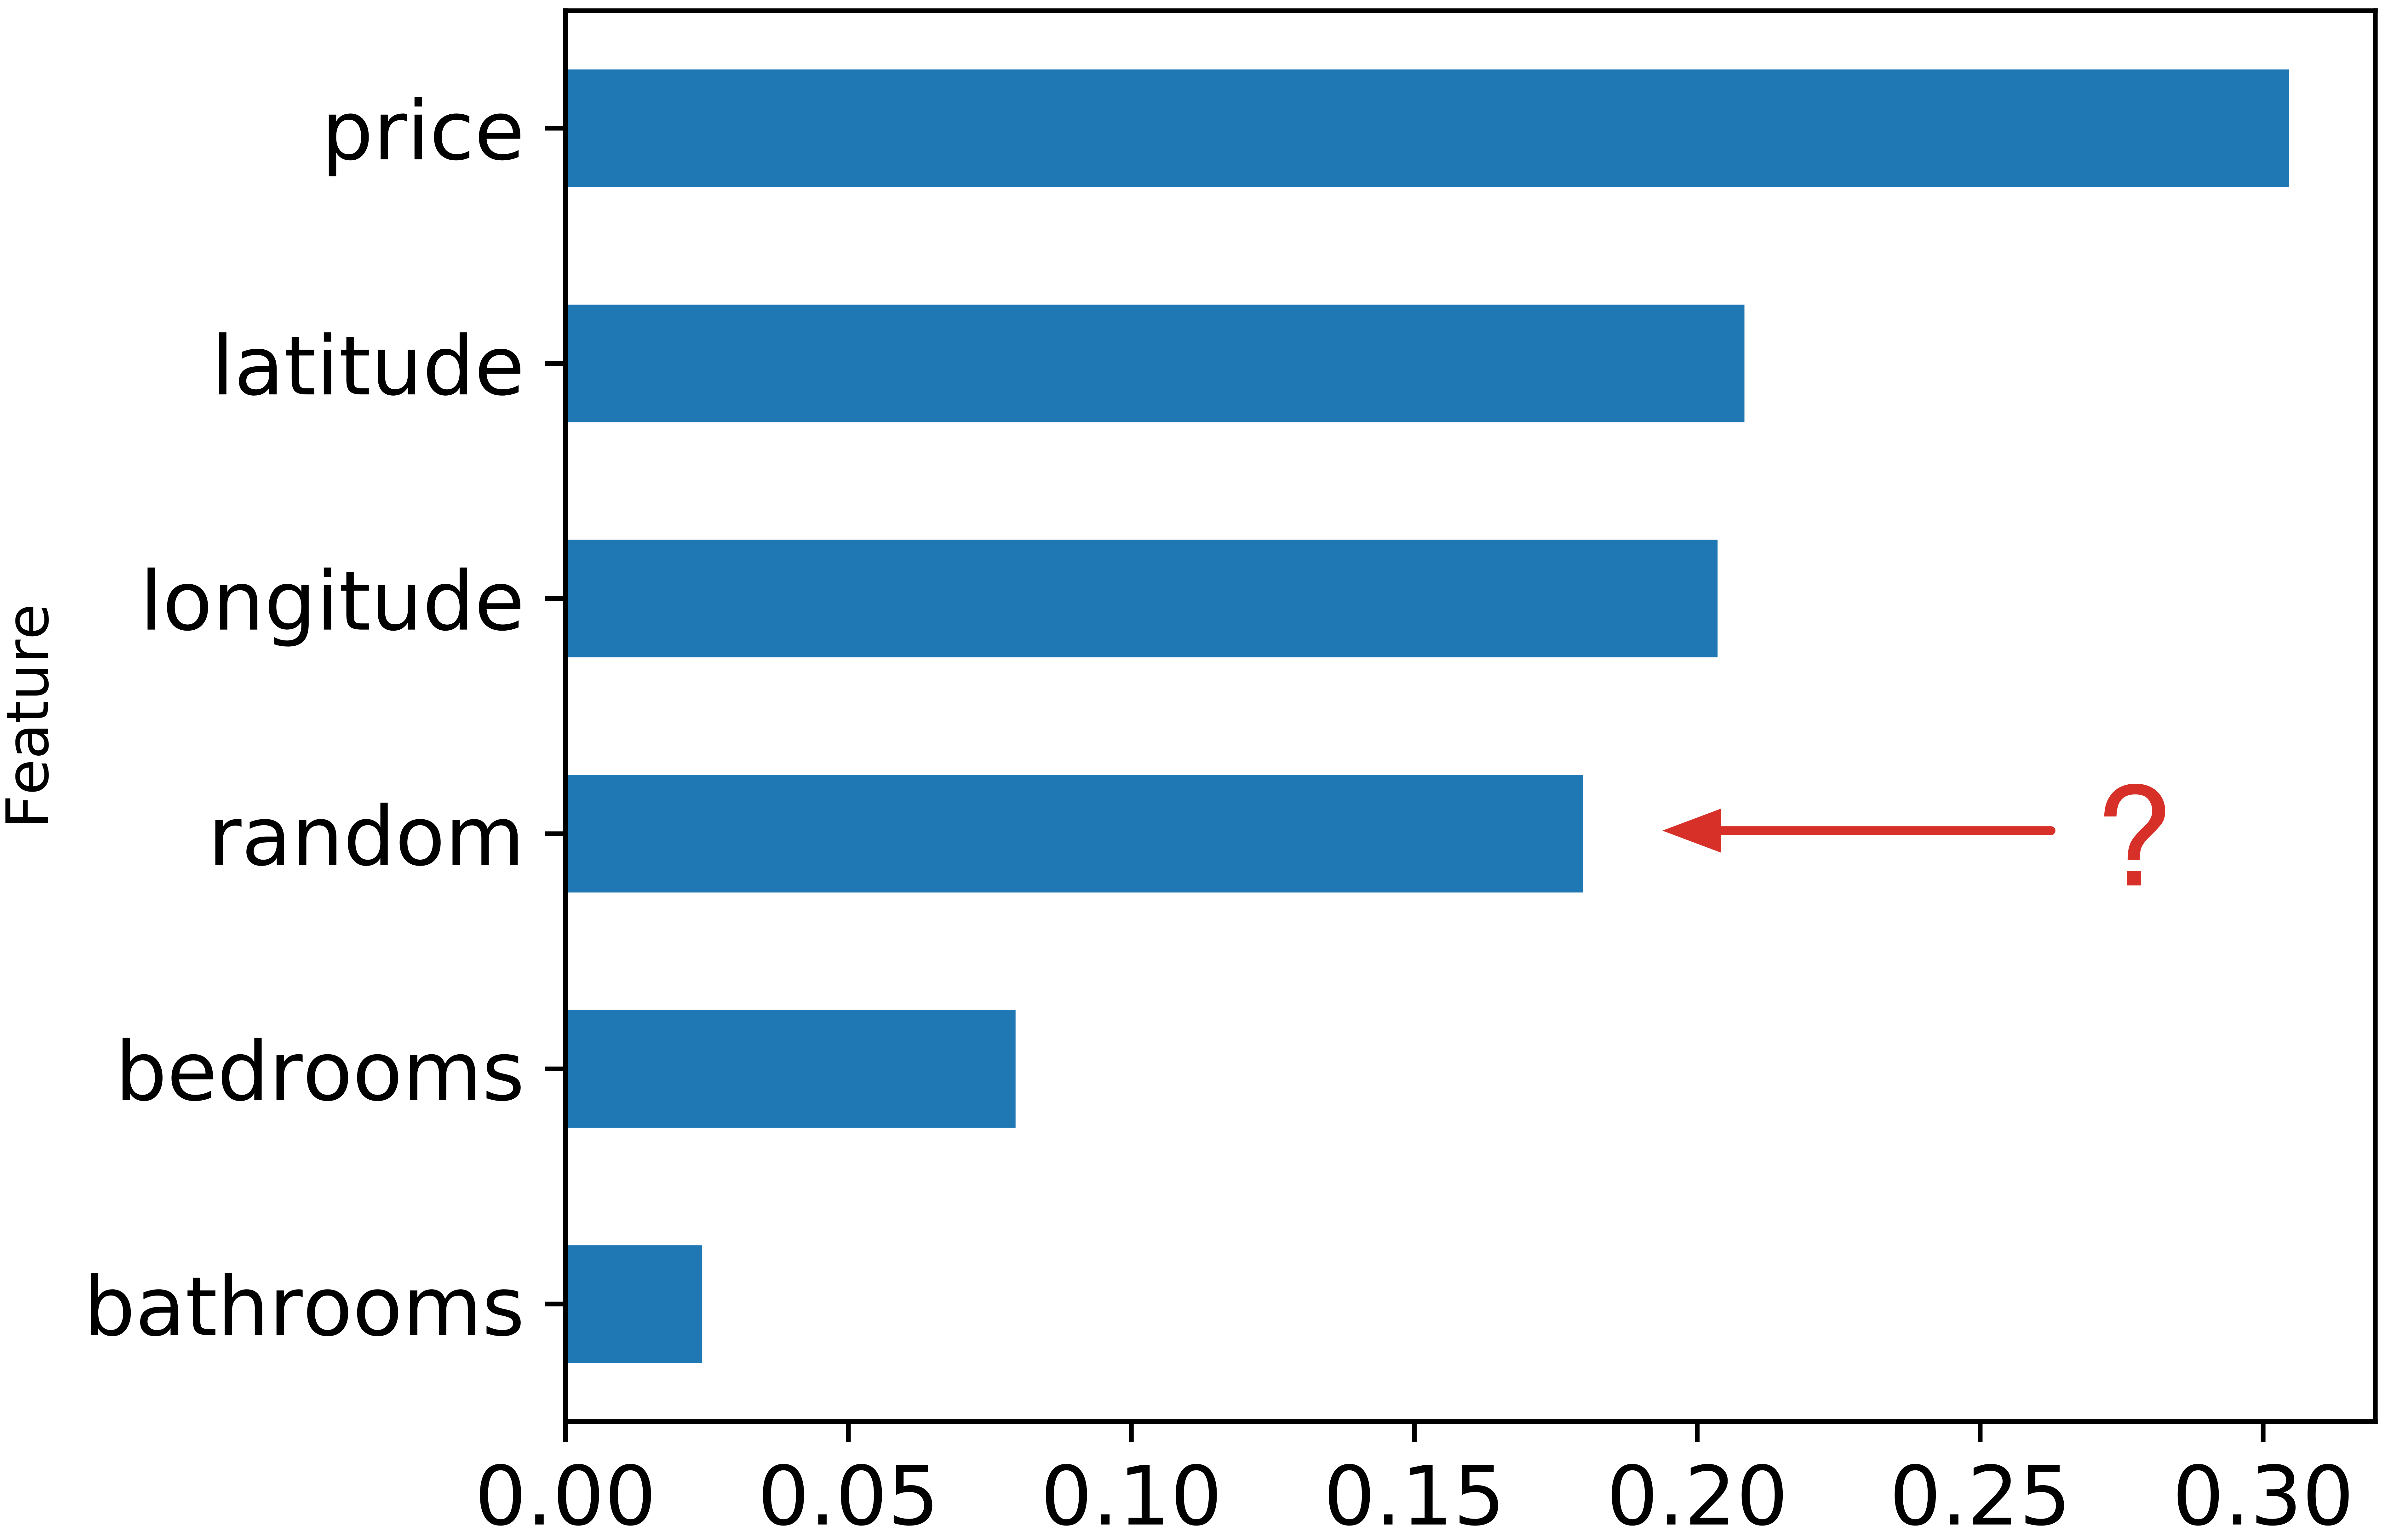 price
latitude
longitude
Feature
random
?
bedrooms
bathrooms
0.00 0.05 0.10 0.15 0.20 0.25 0.30